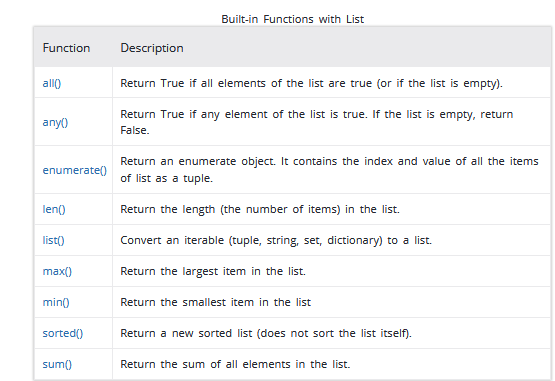 Built-in Functions with List
Function Description
all() Return True if all elements of the list are true (or if the list is empty).
any() Return True if any element of the list is true. If the list is empty, return
False.
enumerate() Return an enumerate object. It contains the index and value of all the items
of list as a tuple.
len() Return the length (the number of items) in the list.
list() Convert an iterable (tuple, string, set, dictionary) to a list.
max() Return the largest item in the list.
min() Return the smallest item in the list
sorted() Return a new sorted list (does not sort the list itself).
sum() Return the sum of all elements in the list.